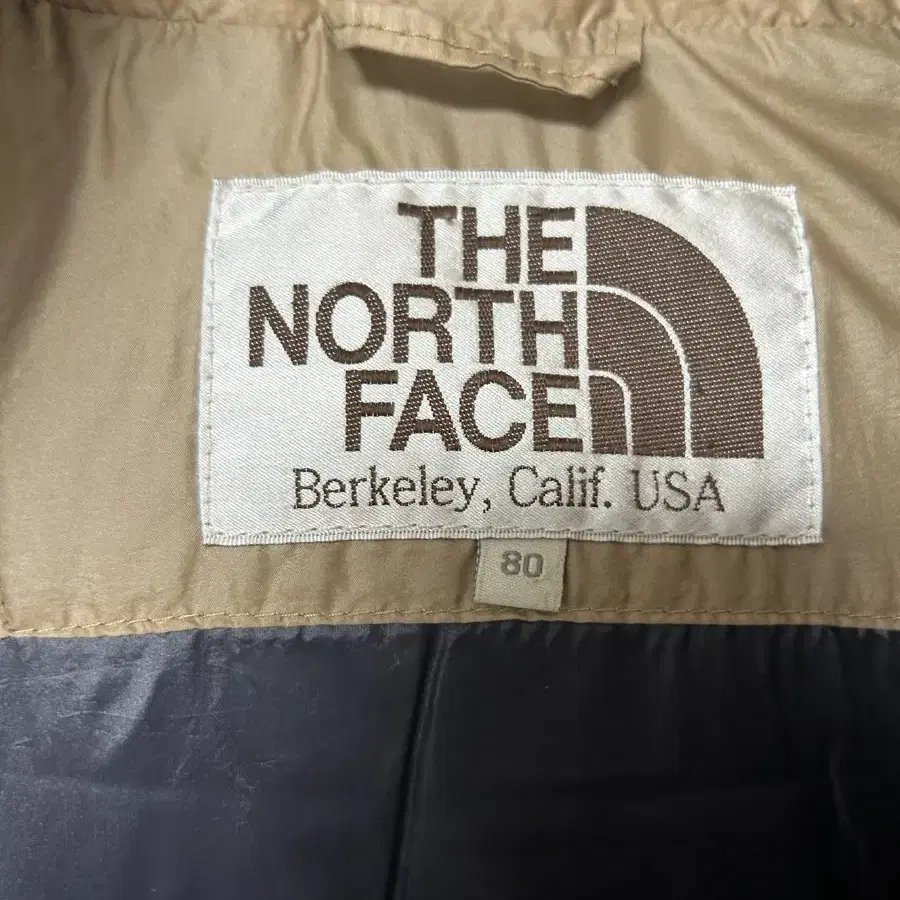 THE
NORTH
FACE
Berkeley, Calif. USA
80